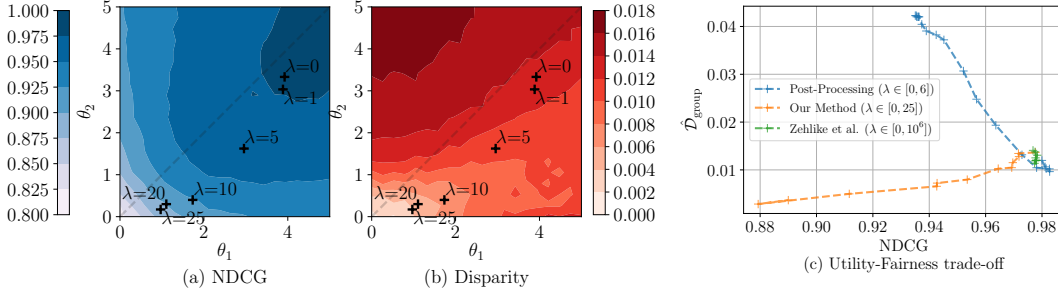 1.000
0.975
0.950
0.925
0.900
0.875
0.850
0.825
0.800
5
4
3
2
1
0
θ2
λ=0
λ=1
λ=5
λ=10
λ=20
λ=25
0 2 4
θ1
(a) NDCG
5
4
3
2
1
0
θ2
λ=0
λ=1
λ=5
λ=10
λ=20
λ=25
0 2 4
θ1
(b) Disparity
0.018
0.016
0.014
0.012
0.010
0.008
0.006
0.004
0.002
0.000
0.04
0.03
0.02
0.01
D̂group
Post-Processing (λ ∈ [0, 6])
Our Method (λ ∈ [0, 25])
Zehlike et al. (λ ∈ [0, 10⁶])
0.88 0.90 0.92 0.94 0.96 0.98
NDCG
(c) Utility-Fairness trade-off